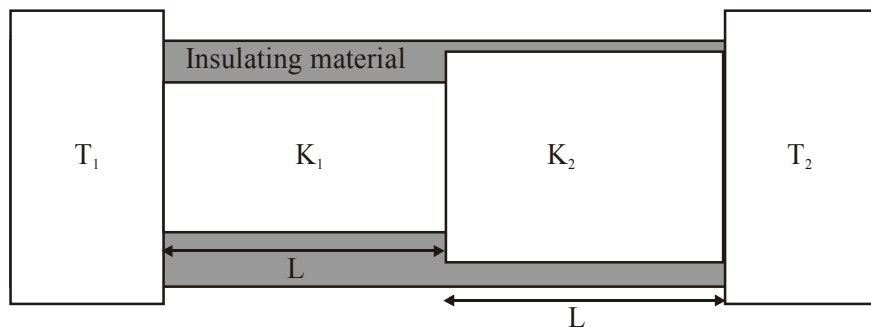 Insulating material
T₁
K₁
K₂
T₂
L
L